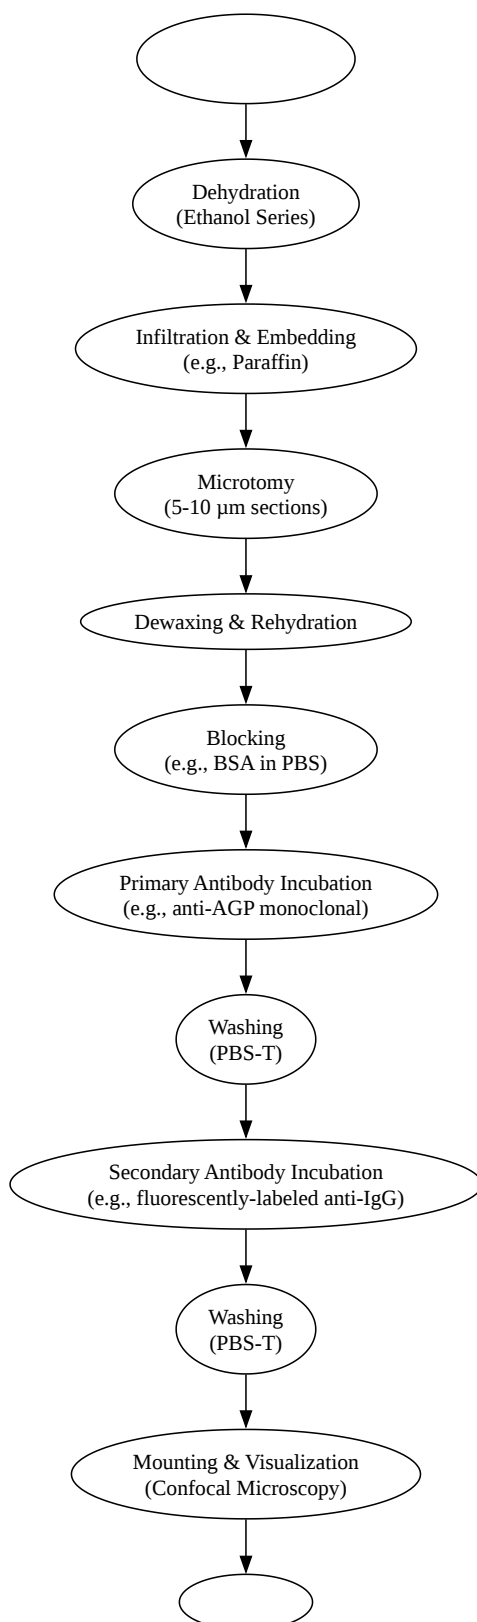 Dehydration
(Ethanol Series)
Infiltration & Embedding
(e.g., Paraffin)
Microtomy
(5-10 µm sections)
Dewaxing & Rehydration
Blocking
(e.g., BSA in PBS)
Primary Antibody Incubation
(e.g., anti-AGP monoclonal)
Washing
(PBS-T)
Secondary Antibody Incubation
(e.g., fluorescently-labeled anti-IgG)
Washing
(PBS-T)
Mounting & Visualization
(Confocal Microscopy)